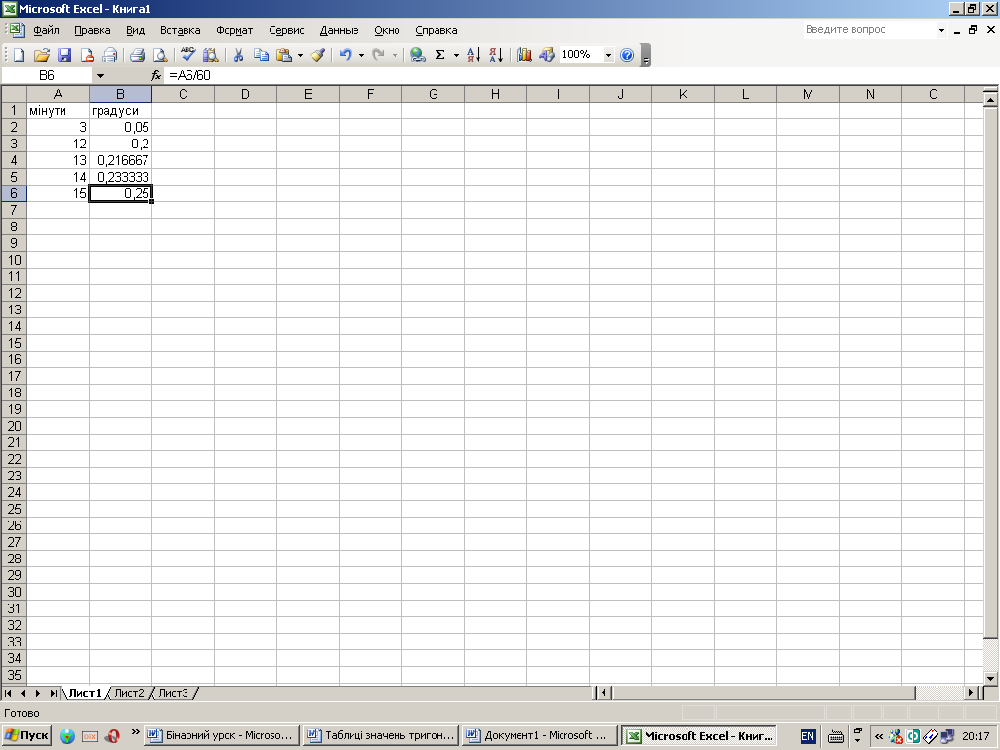 Microsoft Excel - Книга1
Файл Правка Вид Вставка Формат Сервис Данные Окно Справка Введите вопрос
100%
B6 fx =A6/60
A B C D E F G H I J K L M N O
1 мінути градуси
2 3 0,05
3 12 0,2
4 13 0,216667
5 14 0,233333
6 15 0,25
7
8
9
10
11
12
13
14
15
16
17
18
19
20
21
22
23
24
25
26
27
28
29
30
31
32
33
34
35
Лист1 Лист2 Лист3
Готово
Пуск Бінарний урок - Microso... Таблиці значень тригон... Документ1 - Microsoft ... Microsoft Excel - Книг... EN 20:17